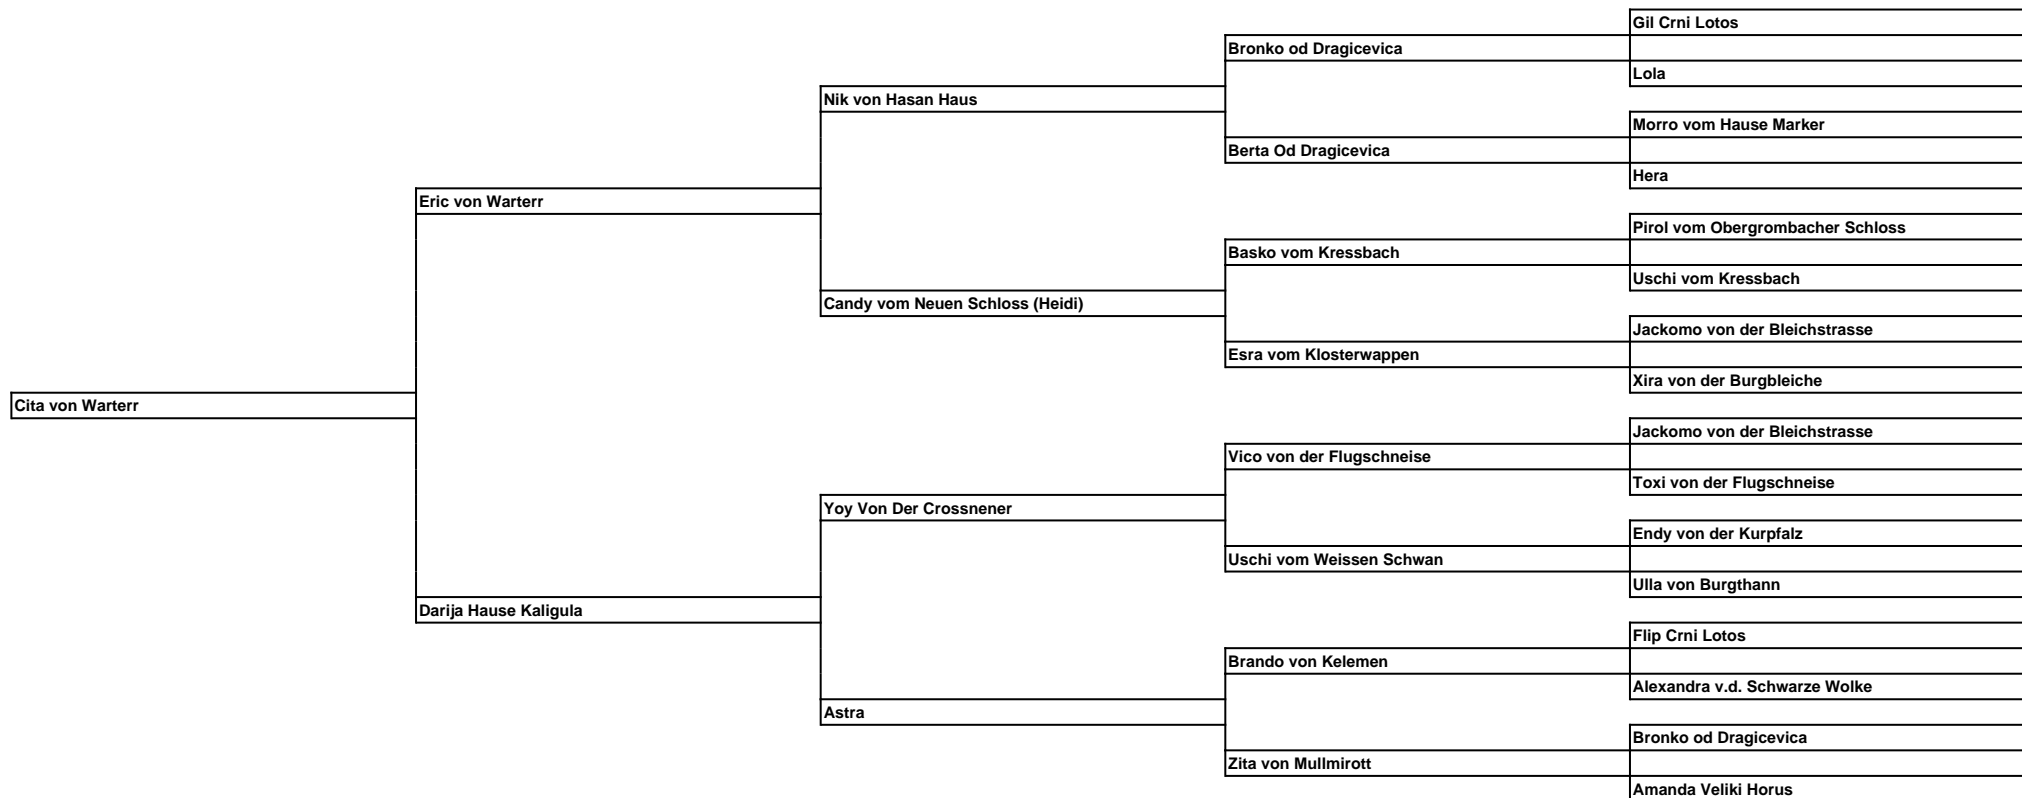 Gil Crni Lotos
Bronko od Dragicevica
Lola
Nik von Hasan Haus
Morro vom Hause Marker
Berta Od Dragicevica
Hera
Eric von Warterr
Pirol vom Obergrombacher Schloss
Basko vom Kressbach
Uschi vom Kressbach
Candy vom Neuen Schloss (Heidi)
Jackomo von der Bleichstrasse
Esra vom Klosterwappen
Xira von der Burgbleiche
Cita von Warterr
Jackomo von der Bleichstrasse
Vico von der Flugschneise
Toxi von der Flugschneise
Yoy Von Der Crossnener
Endy von der Kurpfalz
Uschi vom Weissen Schwan
Ulla von Burgthann
Darija Hause Kaligula
Flip Crni Lotos
Brando von Kelemen
Alexandra v.d. Schwarze Wolke
Astra
Bronko od Dragicevica
Zita von Mullmirott
Amanda Veliki Horus